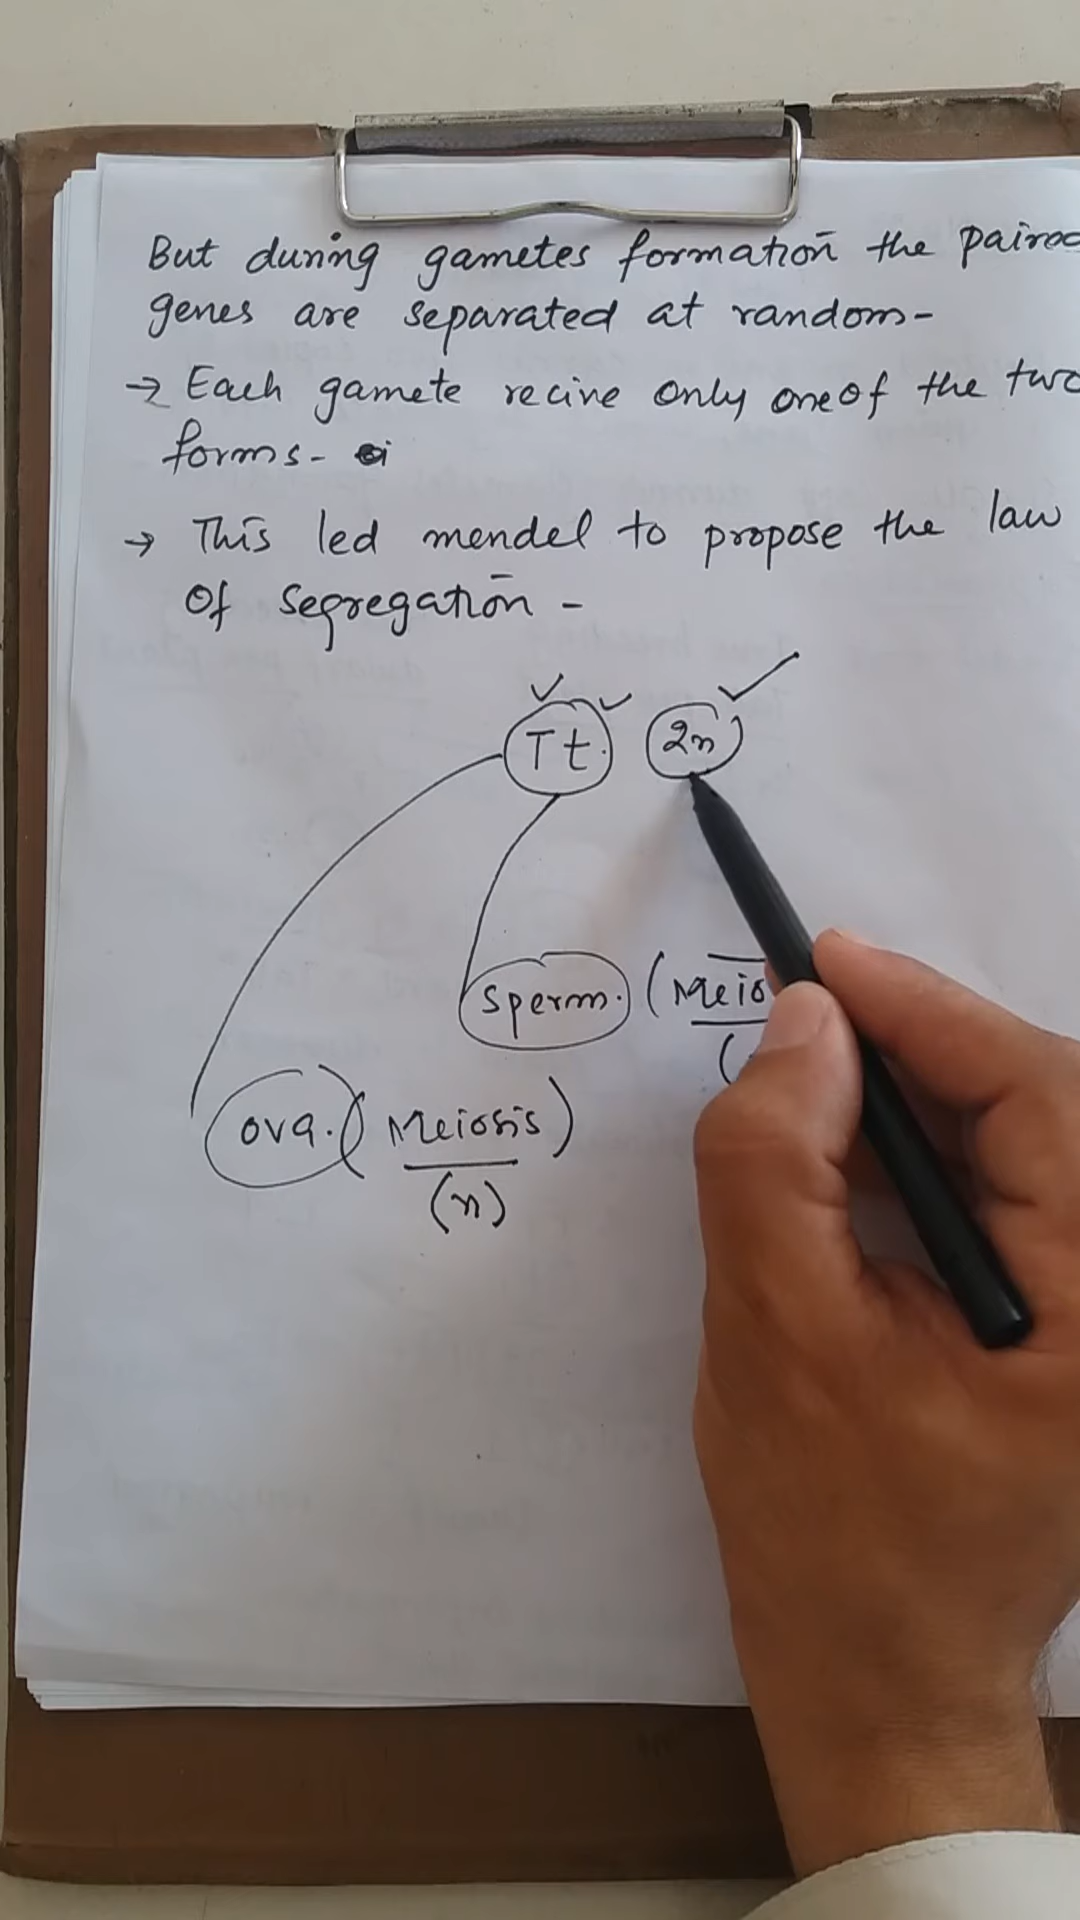 But during gametes formation the paired
genes are separated at random-
→ Each gamete recive only one of the two
forms-
→ This led mendel to propose the law
Of segregation -
Tt. 2n
sperm. (Meio
ova. (Meiosis)
(n)